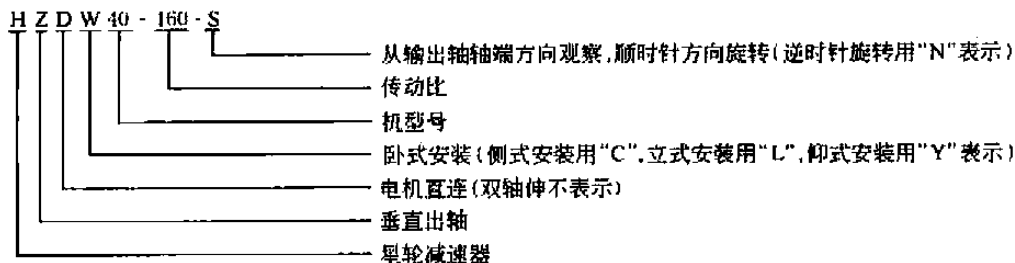 HZDW40-160-S
从输出轴轴端方向观察,顺时针方向旋转(逆时针旋转用“N”表示)
传动比
机型号
卧式安装(侧式安装用“C”,立式安装用“L”,仰式安装用“Y”表示)
电机直连(双轴伸不表示)
垂直出轴
星轮减速器